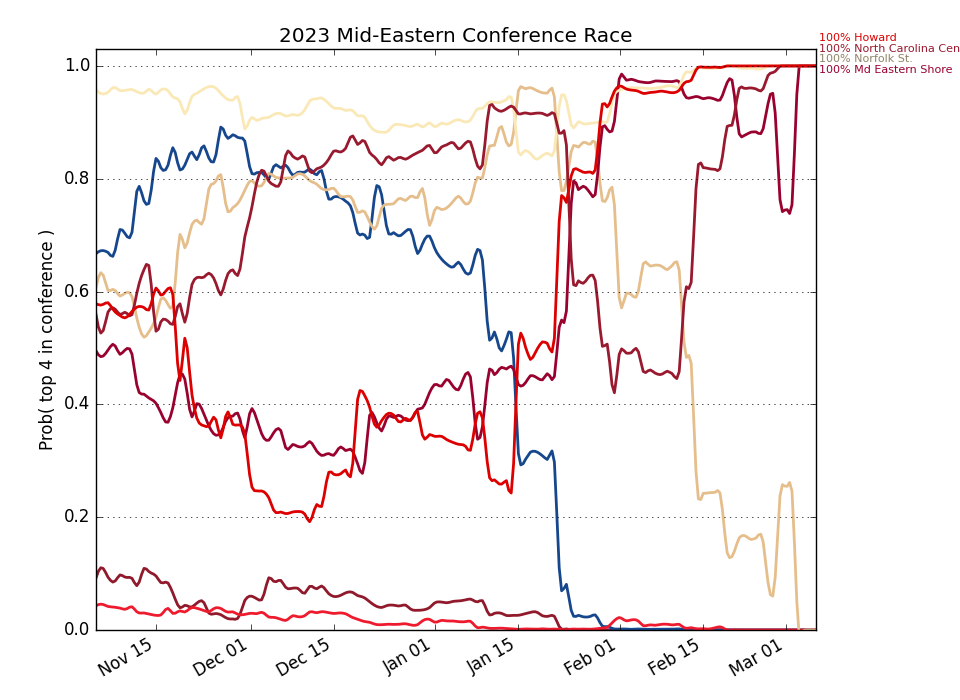 2023 Mid-Eastern Conference Race
100% Howard
100% North Carolina Cen
100% Norfolk St.
100% Md Eastern Shore
Prob( top 4 in conference )
1.0
0.8
0.6
0.4
0.2
0.0
Nov 15
Dec 01
Dec 15
Jan 01
Jan 15
Feb 01
Feb 15
Mar 01